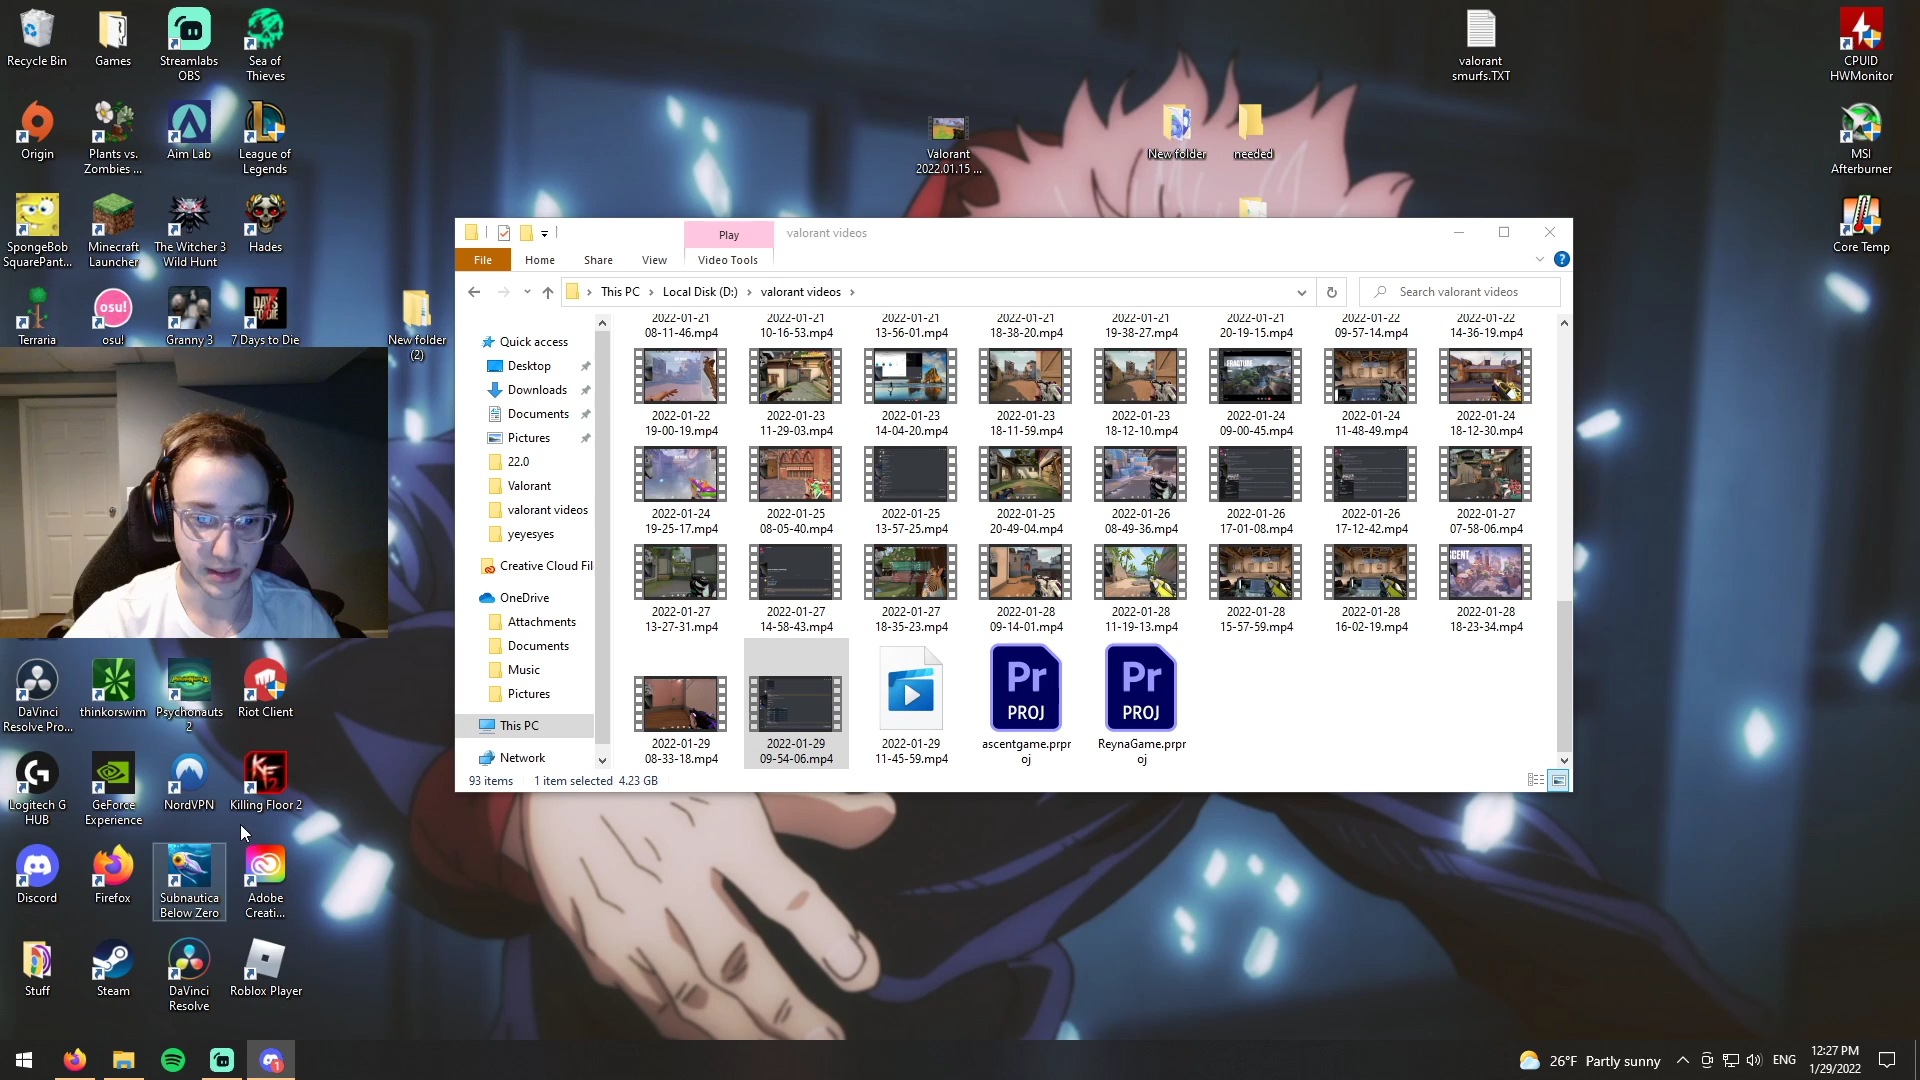 Recycle Bin
Games
Streamlabs
OBS
Sea of
Thieves
valorant
smurfs.TXT
CPUID
HWMonitor
Origin
Plants vs.
Zombies ...
Aim Lab
League of
Legends
Valorant
2022.01.15 ...
New folder
needed
MSI
Afterburner
SpongeBob
SquarePant...
Minecraft
Launcher
The Witcher 3
Wild Hunt
Hades
Core Temp
Terraria
osu!
osu!
Granny 3
7 DAYS TO DIE
7 Days to Die
New folder
(2)
Play
valorant videos
File
Home
Share
View
Video Tools
This PC
Local Disk (D:)
valorant videos
Search valorant videos
Quick access
Desktop
Downloads
Documents
Pictures
22.0
Valorant
valorant videos
yeyesyes
Creative Cloud Fil
OneDrive
Attachments
Documents
Music
Pictures
This PC
Network
2022-01-21
08-11-46.mp4
2022-01-21
10-16-53.mp4
2022-01-21
13-56-01.mp4
2022-01-21
18-38-20.mp4
2022-01-21
19-38-27.mp4
2022-01-21
20-19-15.mp4
2022-01-22
09-57-14.mp4
2022-01-22
14-36-19.mp4
FRACTURE
2022-01-22
19-00-19.mp4
2022-01-23
11-29-03.mp4
2022-01-23
14-04-20.mp4
2022-01-23
18-11-59.mp4
2022-01-23
18-12-10.mp4
2022-01-24
09-00-45.mp4
2022-01-24
11-48-49.mp4
2022-01-24
18-12-30.mp4
2022-01-24
19-25-17.mp4
2022-01-25
08-05-40.mp4
2022-01-25
13-57-25.mp4
2022-01-25
20-49-04.mp4
2022-01-26
08-49-36.mp4
2022-01-26
17-01-08.mp4
2022-01-26
17-12-42.mp4
2022-01-27
07-58-06.mp4
CENT
2022-01-27
13-27-31.mp4
2022-01-27
14-58-43.mp4
2022-01-27
18-35-23.mp4
2022-01-28
09-14-01.mp4
2022-01-28
11-19-13.mp4
2022-01-28
15-57-59.mp4
2022-01-28
16-02-19.mp4
2022-01-28
18-23-34.mp4
Pr
PROJ
Pr
PROJ
2022-01-29
08-33-18.mp4
2022-01-29
09-54-06.mp4
2022-01-29
11-45-59.mp4
ascentgame.prpr
oj
ReynaGame.prpr
oj
93 items
1 item selected 4.23 GB
DaVinci
Resolve Pro...
thinkorswim
Psychonauts
2
Riot Client
Logitech G
HUB
GeForce
Experience
NordVPN
KF
2
Killing Floor 2
Discord
Firefox
Subnautica
Below Zero
Adobe
Creati...
Stuff
Steam
DaVinci
Resolve
Roblox Player
1
26°F Partly sunny
ENG
12:27 PM
1/29/2022